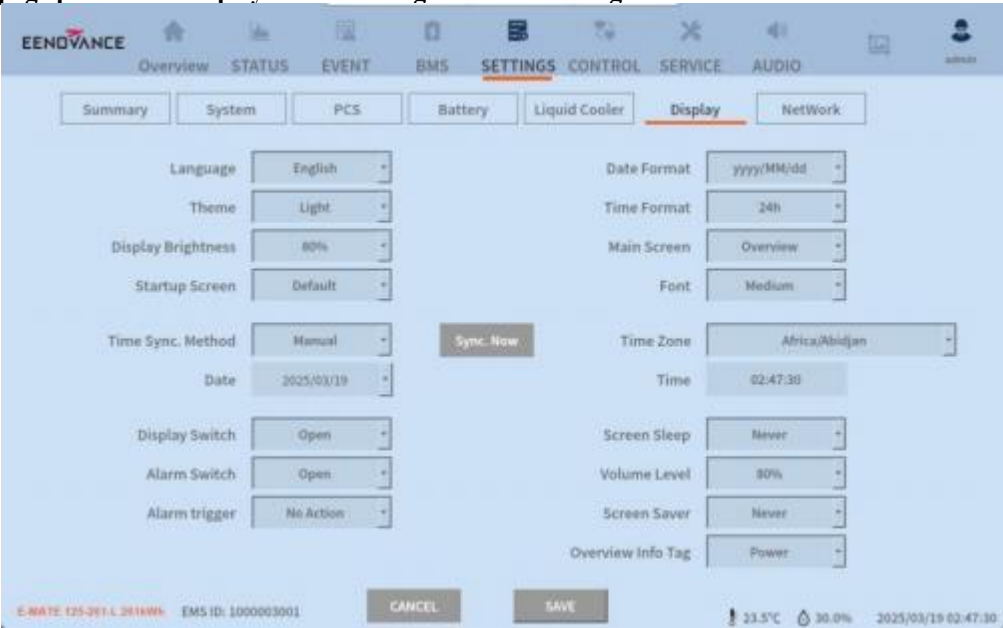 EENOVANCE
Overview STATUS EVENT BMS SETTINGS CONTROL SERVICE AUDIO admin
Summary System PCS Battery Liquid Cooler Display NetWork
Language English Date Format yyyy/MM/dd
Theme Light Time Format 24h
Display Brightness 80% Main Screen Overview
Startup Screen Default Font Medium
Time Sync. Method Manual Sync. Now Time Zone Africa/Abidjan
Date 2025/03/19 Time 02:47:30
Display Switch Open Screen Sleep Never
Alarm Switch Open Volume Level 80%
Alarm trigger No Action Screen Saver Never
Overview Info Tag Power
CANCEL SAVE
E-MATE 125-261-L 261kWh EMS ID: 1000003001 23.5°C 30.0% 2025/03/19 02:47:30